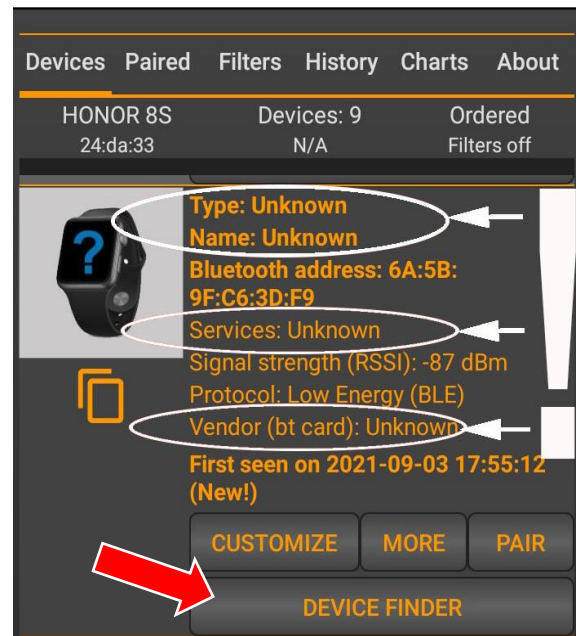 Devices Paired Filters History Charts About
HONOR 8S Devices: 9 Ordered
24:da:33 N/A Filters off
?
Type: Unknown
Name: Unknown
Bluetooth address: 6A:5B:
9F:C6:3D:F9
Services: Unknown
Signal strength (RSSI): -87 dBm
Protocol: Low Energy (BLE)
Vendor (bt card): Unknown
First seen on 2021-09-03 17:55:12
(New!)
CUSTOMIZE MORE PAIR
DEVICE FINDER
!